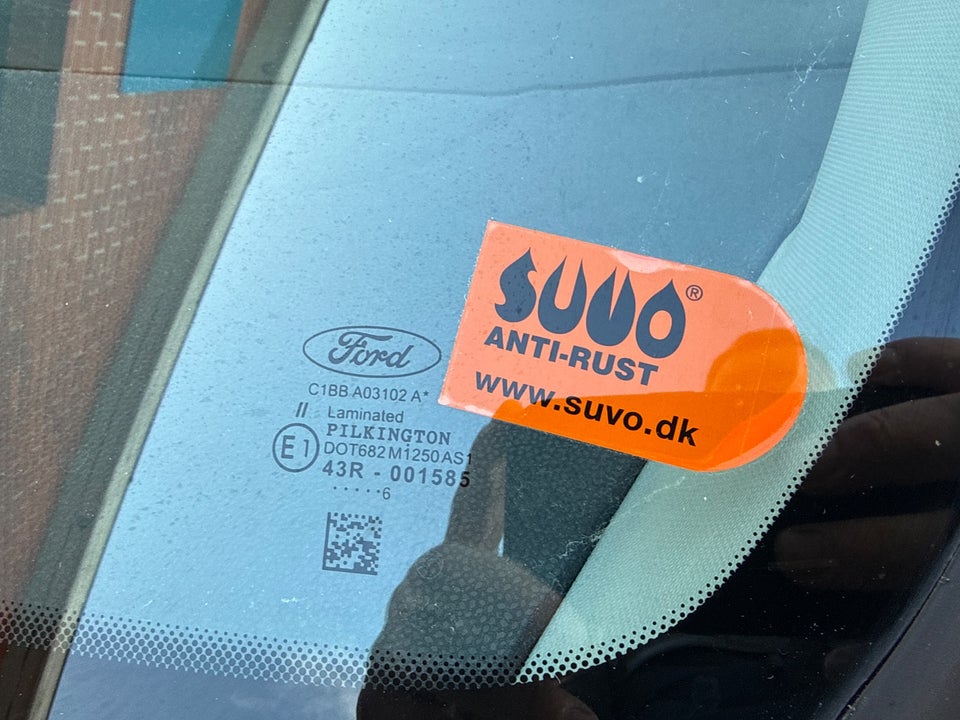 SUVO®
ANTI-RUST
www.suvo.dk
Ford
C1BB A03102 A*
// Laminated
PILKINGTON
E1 DOT682 M1250 AS1
43R - 001585
.....6